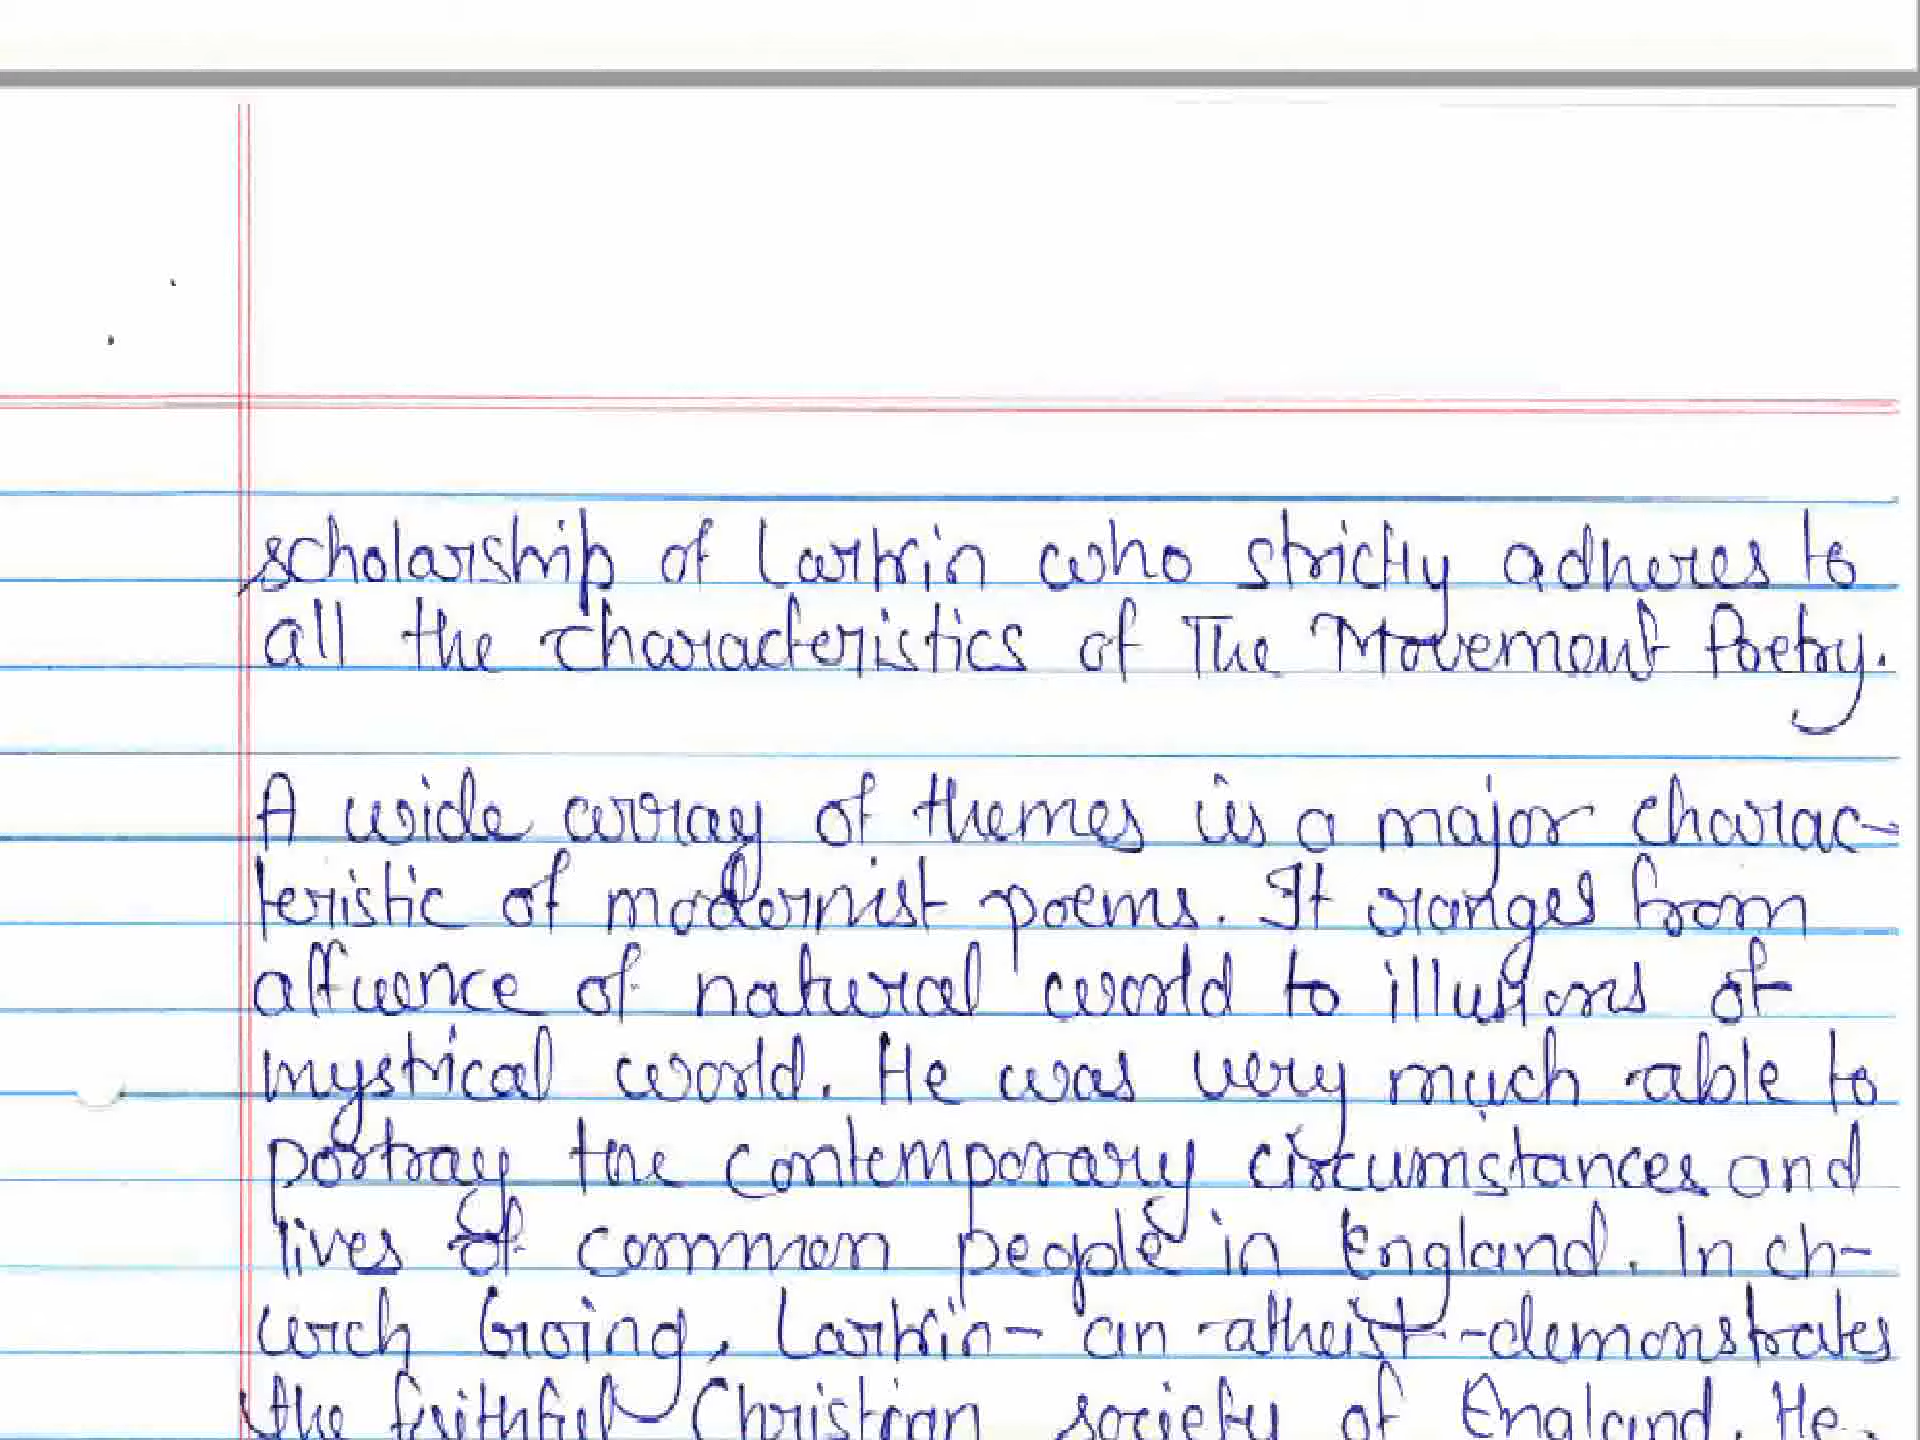 scholarship of Larkin who strictly adheres to
all the characteristics of The Movement Poetry.
A wide array of themes is a major charac-
teristic of modernist poems. It ranges from
affuence of natural world to illusions of
mystical world. He was very much able to
portray the contemporary circumstances and
lives of common people in England. In ch-
urch Going, Larkin- an atheist -demonstrates
the faithful Christian society of England. He